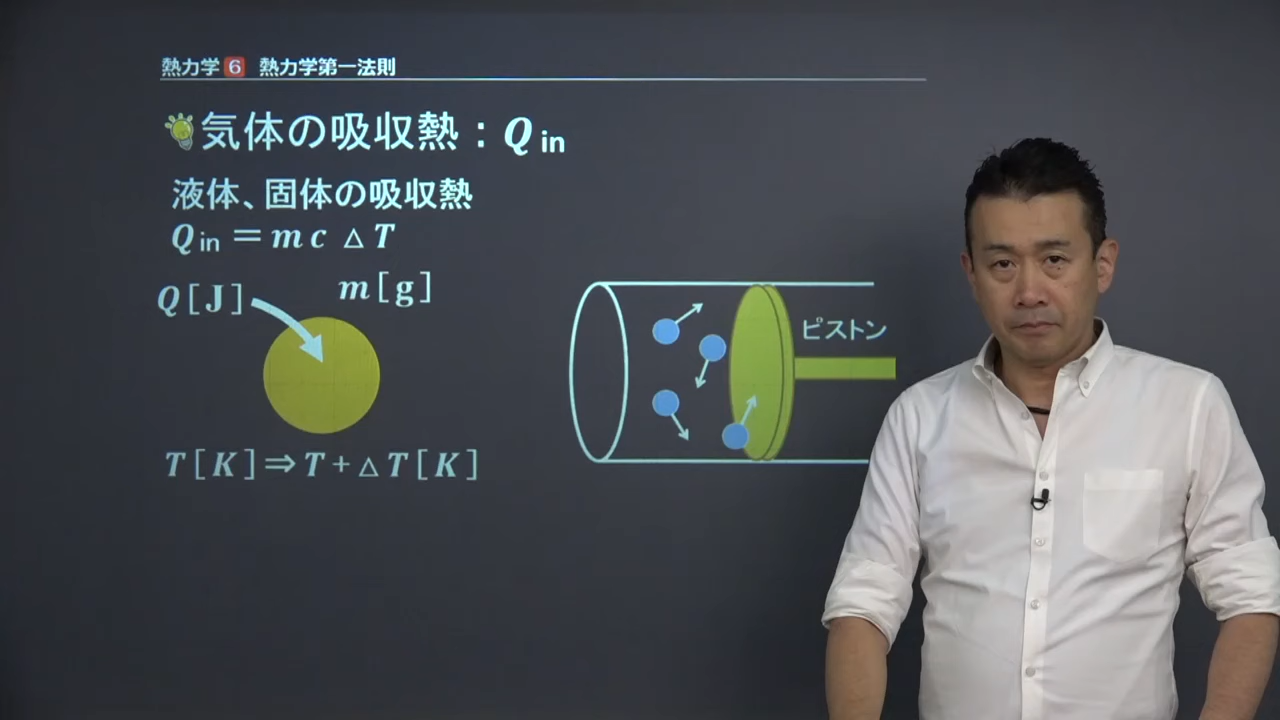 熱力学 6 熱力学第一法則
気体の吸収熱：Q in
液体、固体の吸収熱
Q in ＝ m c △ T
Q [ J ]
m [ g ]
ピストン
T [ K ] ⇒ T + △ T [ K ]